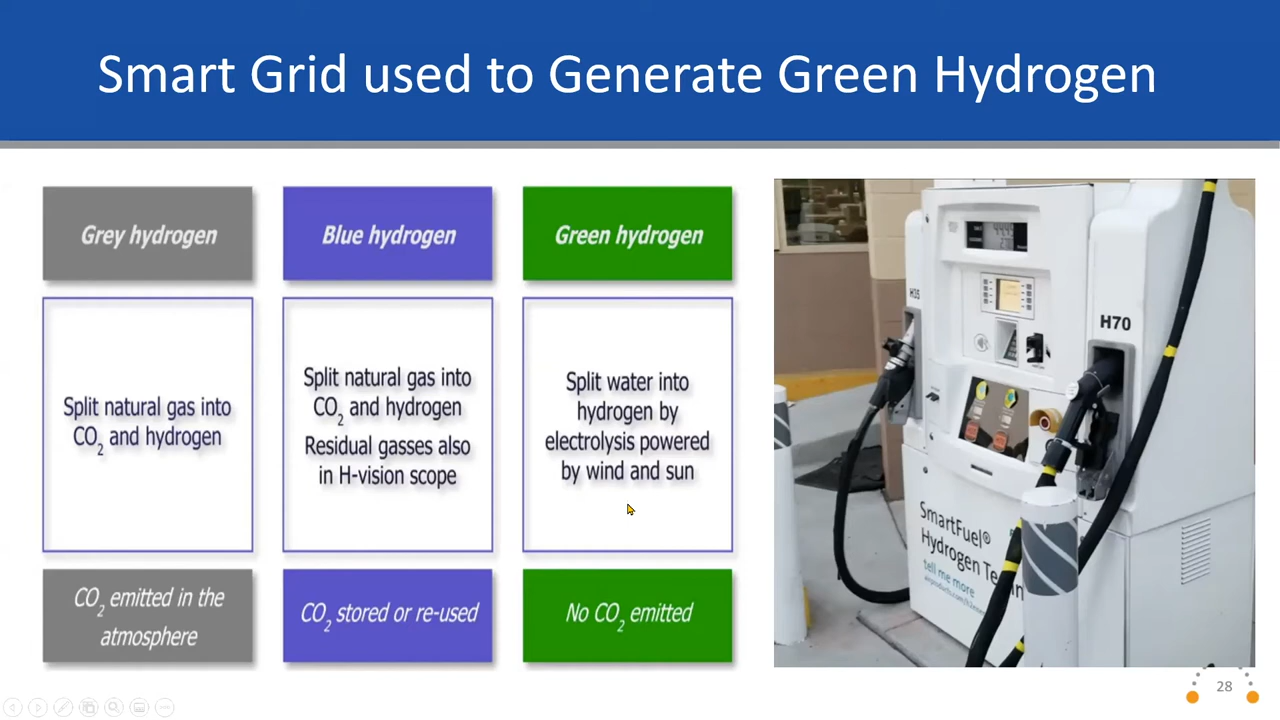 Smart Grid used to Generate Green Hydrogen
Grey hydrogen
Split natural gas into
CO2 and hydrogen
CO2 emitted in the
atmosphere
Blue hydrogen
Split natural gas into
CO2 and hydrogen
Residual gasses also
in H-vision scope
CO2 stored or re-used
Green hydrogen
Split water into
hydrogen by
electrolysis powered
by wind and sun
No CO2 emitted
H35
H70
SmartFuel®
Hydrogen
tell me more
28